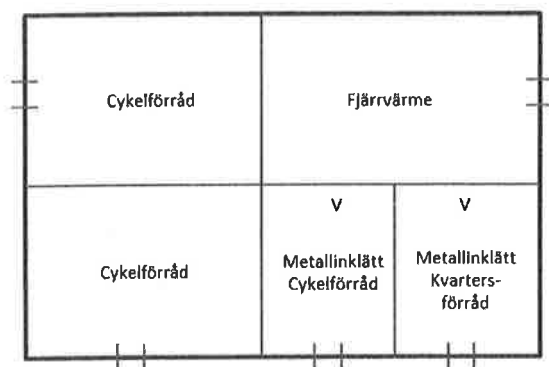 Cykelförråd
Fjärrvärme
Cykelförråd
V
Metallinklätt
Cykelförråd
V
Metallinklätt
Kvarters-
förråd